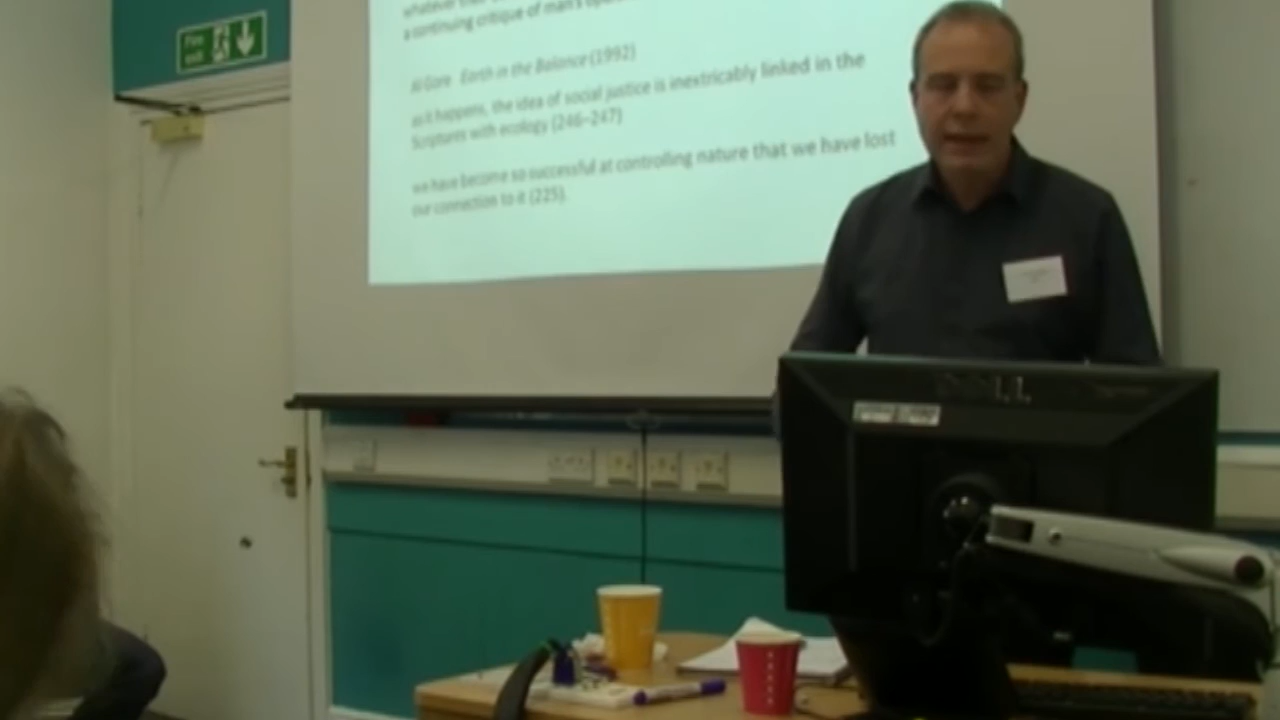 Fire
exit
whatever
a continuing critique of man's
Al Gore Earth in the Balance (1992)
as it happens, the idea of social justice is inextricably linked in the
Scriptures with ecology (246–247)
we have become so successful at controlling nature that we have lost
our connection to it (225).
DELL